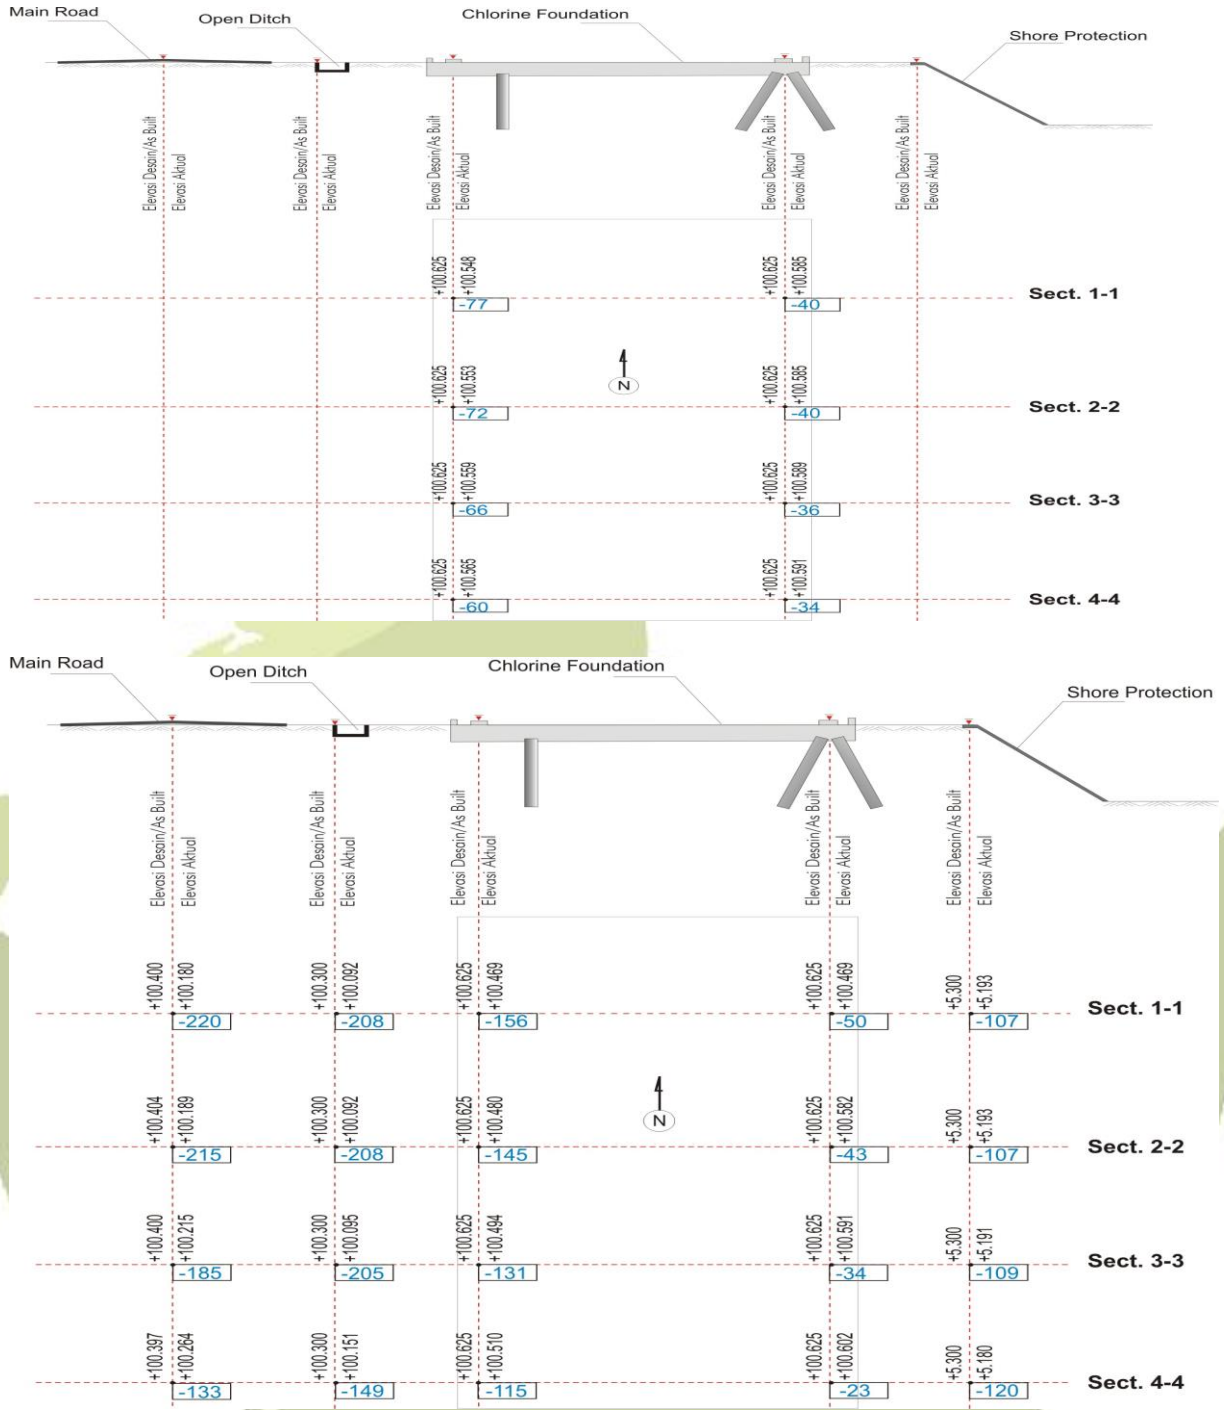 Main Road
Open Ditch
Chlorine Foundation
Shore Protection
Elevasi Desain/As Built
Elevasi Aktual
Elevasi Desain/As Built
Elevasi Aktual
Elevasi Desain/As Built
Elevasi Aktual
Elevasi Desain/As Built
Elevasi Aktual
Elevasi Desain/As Built
Elevasi Aktual
+100.625
+100.548
-77
+100.625
+100.585
-40
Sect. 1-1
N
+100.625
+100.553
-72
+100.625
+100.585
-40
Sect. 2-2
+100.625
+100.559
-66
+100.625
+100.589
-36
Sect. 3-3
+100.625
+100.565
-60
+100.625
+100.591
-34
Sect. 4-4
Main Road
Open Ditch
Chlorine Foundation
Shore Protection
Elevasi Desain/As Built
Elevasi Aktual
Elevasi Desain/As Built
Elevasi Aktual
Elevasi Desain/As Built
Elevasi Aktual
Elevasi Desain/As Built
Elevasi Aktual
Elevasi Desain/As Built
Elevasi Aktual
+100.400
+100.180
-220
+100.300
+100.092
-208
+100.625
+100.469
-156
+100.625
+100.469
-50
+5.300
+5.193
-107
Sect. 1-1
N
+100.404
+100.189
-215
+100.300
+100.092
-208
+100.625
+100.480
-145
+100.625
+100.582
-43
+5.300
+5.193
-107
Sect. 2-2
+100.400
+100.215
-185
+100.300
+100.095
-205
+100.625
+100.494
-131
+100.625
+100.591
-34
+5.300
+5.191
-109
Sect. 3-3
+100.397
+100.264
-133
+100.300
+100.151
-149
+100.625
+100.510
-115
+100.625
+100.602
-23
+5.300
+5.180
-120
Sect. 4-4